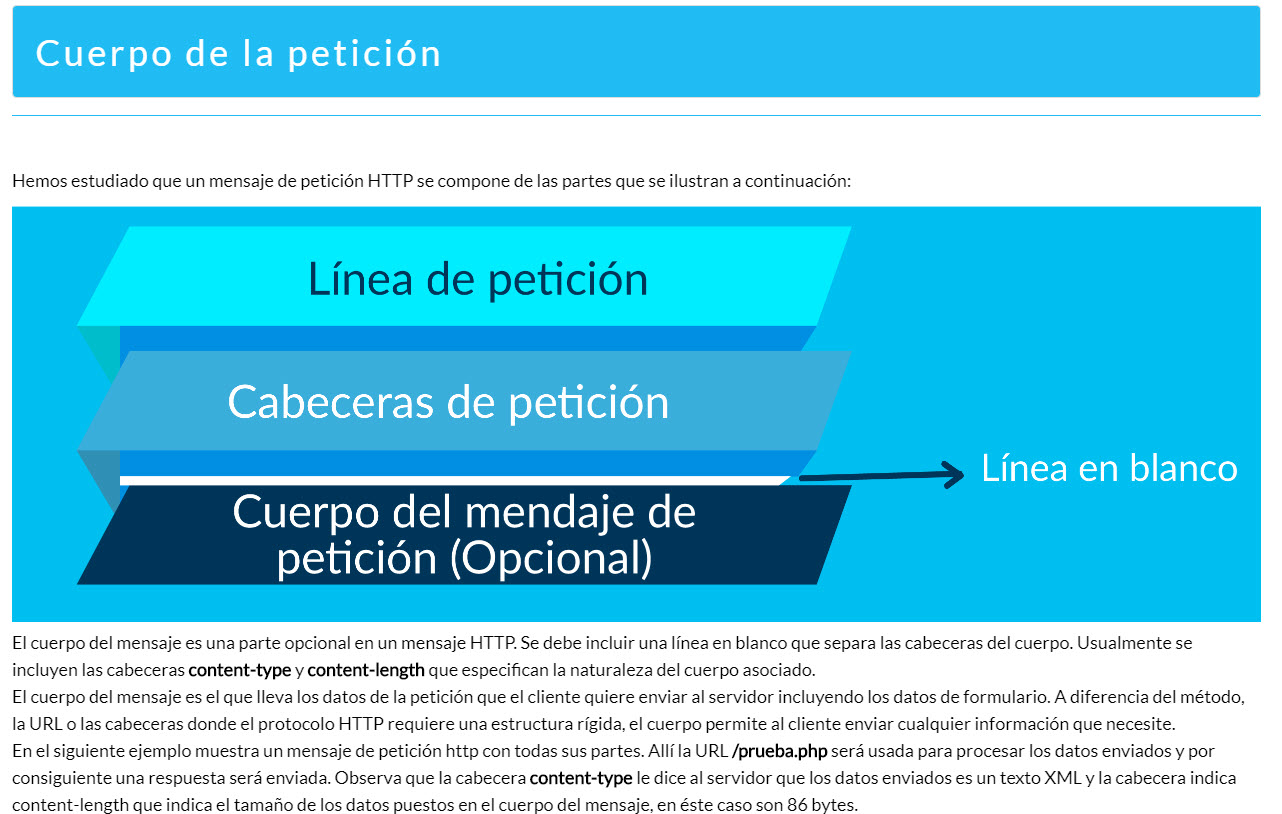 Cuerpo de la petición
Hemos estudiado que un mensaje de petición HTTP se compone de las partes que se ilustran a continuación:
Línea de petición
Cabeceras de petición
Línea en blanco
Cuerpo del mendaje de
petición (Opcional)
El cuerpo del mensaje es una parte opcional en un mensaje HTTP. Se debe incluir una línea en blanco que separa las cabeceras del cuerpo. Usualmente se
incluyen las cabeceras content-type y content-length que especifican la naturaleza del cuerpo asociado.
El cuerpo del mensaje es el que lleva los datos de la petición que el cliente quiere enviar al servidor incluyendo los datos de formulario. A diferencia del método,
la URL o las cabeceras donde el protocolo HTTP requiere una estructura rígida, el cuerpo permite al cliente enviar cualquier información que necesite.
En el siguiente ejemplo muestra un mensaje de petición http con todas sus partes. Allí la URL /prueba.php será usada para procesar los datos enviados y por
consiguiente una respuesta será enviada. Observa que la cabecera content-type le dice al servidor que los datos enviados es un texto XML y la cabecera indica
content-length que indica el tamaño de los datos puestos en el cuerpo del mensaje, en éste caso son 86 bytes.